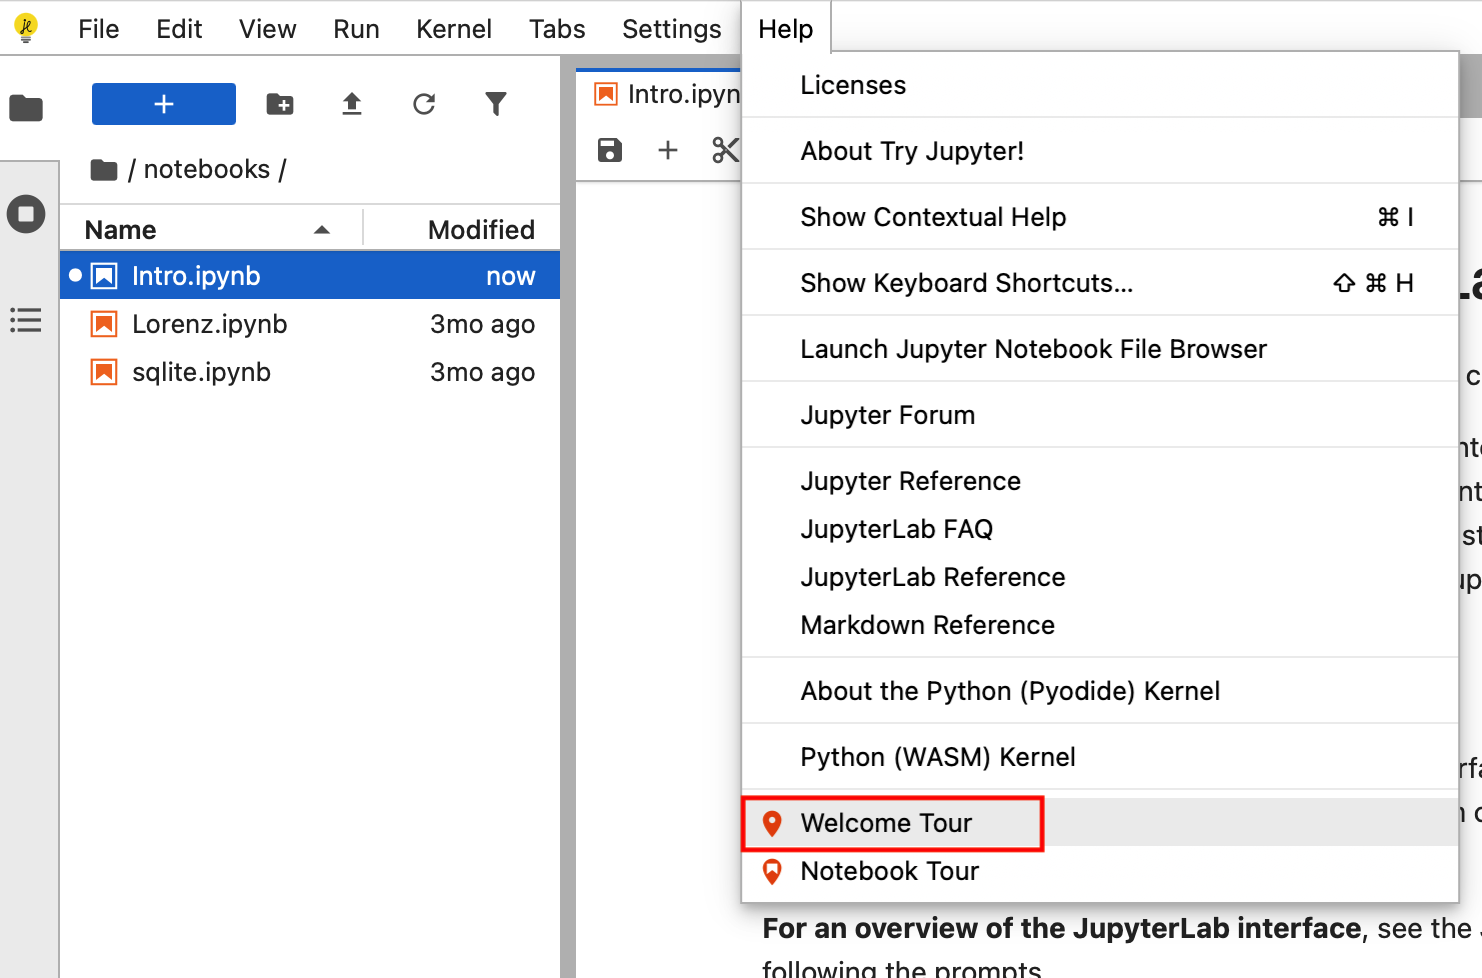 File Edit View Run Kernel Tabs Settings Help
/ notebooks /
Name Modified
Intro.ipynb now
Lorenz.ipynb 3mo ago
sqlite.ipynb 3mo ago
Intro.ipyn
Licenses
About Try Jupyter!
Show Contextual Help ⌘ I
Show Keyboard Shortcuts... ⇧ ⌘ H
Launch Jupyter Notebook File Browser
Jupyter Forum
Jupyter Reference
JupyterLab FAQ
JupyterLab Reference
Markdown Reference
About the Python (Pyodide) Kernel
Python (WASM) Kernel
Welcome Tour
Notebook Tour
For an overview of the JupyterLab interface, see the
following the prompts